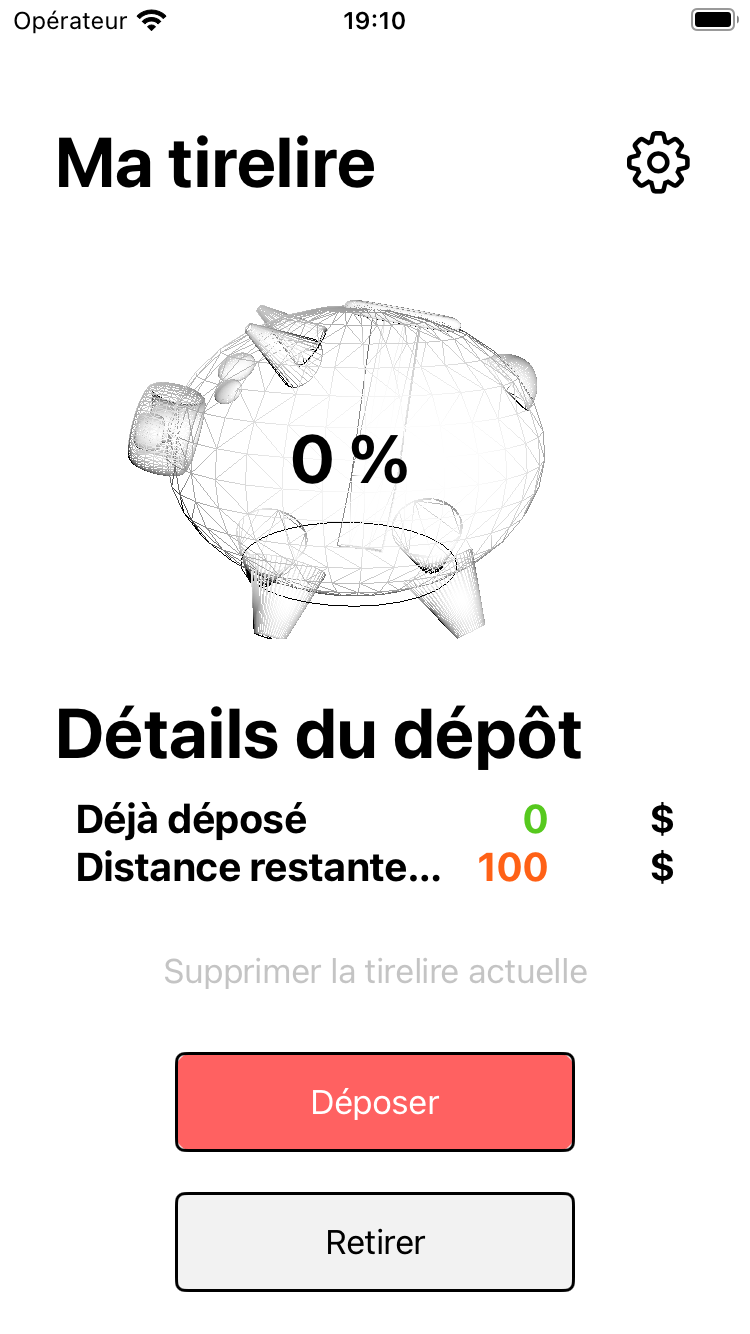 Opérateur 19:10
Ma tirelire
0 %
Détails du dépôt
Déjà déposé 0 $
Distance restante... 100 $
Supprimer la tirelire actuelle
Déposer
Retirer